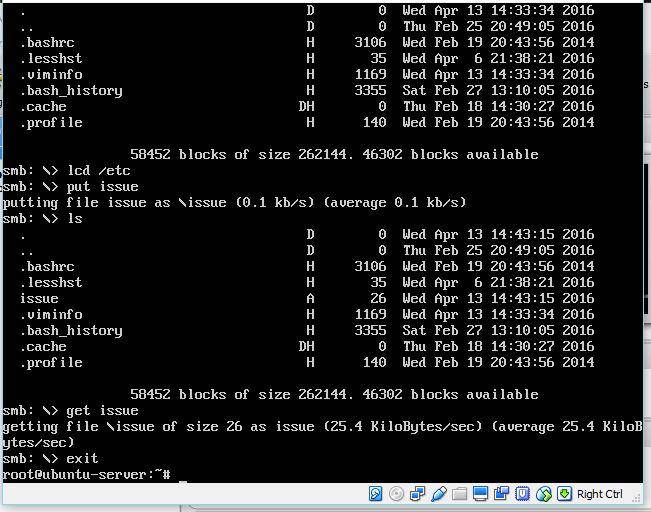 . D 0 Wed Apr 13 14:33:34 2016
.. D 0 Thu Feb 25 20:49:05 2016
.bashrc H 3106 Wed Feb 19 20:43:56 2014
.lesshst H 35 Wed Apr 6 21:38:21 2016
.viminfo H 1169 Wed Apr 13 14:33:34 2016
.bash_history H 3355 Sat Feb 27 13:10:05 2016
.cache DH 0 Thu Feb 18 14:30:27 2016
.profile H 140 Wed Feb 19 20:43:56 2014
58452 blocks of size 262144. 46302 blocks available
smb: \> lcd /etc
smb: \> put issue
putting file issue as \issue (0.1 kb/s) (average 0.1 kb/s)
smb: \> ls
. D 0 Wed Apr 13 14:43:15 2016
.. D 0 Thu Feb 25 20:49:05 2016
.bashrc H 3106 Wed Feb 19 20:43:56 2014
.lesshst H 35 Wed Apr 6 21:38:21 2016
issue A 26 Wed Apr 13 14:43:15 2016
.viminfo H 1169 Wed Apr 13 14:33:34 2016
.bash_history H 3355 Sat Feb 27 13:10:05 2016
.cache DH 0 Thu Feb 18 14:30:27 2016
.profile H 140 Wed Feb 19 20:43:56 2014
58452 blocks of size 262144. 46302 blocks available
smb: \> get issue
getting file \issue of size 26 as issue (25.4 KiloBytes/sec) (average 25.4 KiloB
ytes/sec)
smb: \> exit
root@ubuntu-server:~# _
Right Ctrl